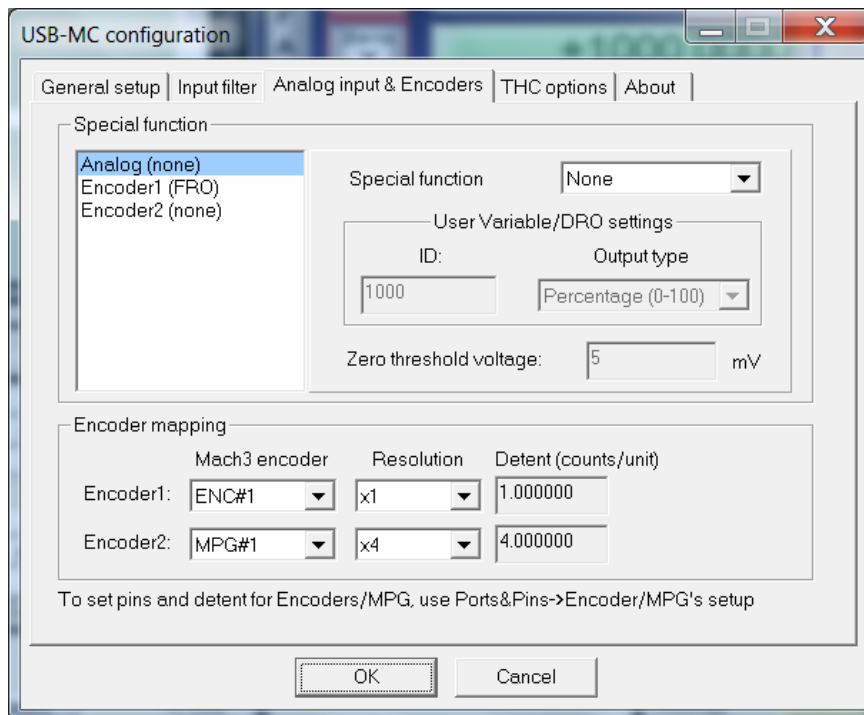 USB-MC configuration
General setup Input filter Analog input & Encoders THC options About
Special function
Analog (none)
Encoder1 (FRO)
Encoder2 (none)
Special function None
User Variable/DRO settings
ID: Output type
1000 Percentage (0-100)
Zero threshold voltage: 5 mV
Encoder mapping
Mach3 encoder Resolution Detent (counts/unit)
Encoder1: ENC#1 x1 1.000000
Encoder2: MPG#1 x4 4.000000
To set pins and detent for Encoders/MPG, use Ports&Pins->Encoder/MPG's setup
OK Cancel